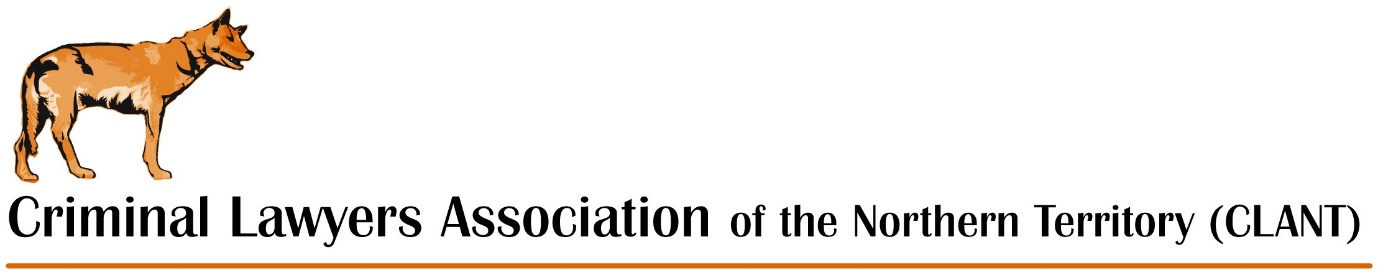 Criminal Lawyers Association of the Northern Territory (CLANT)